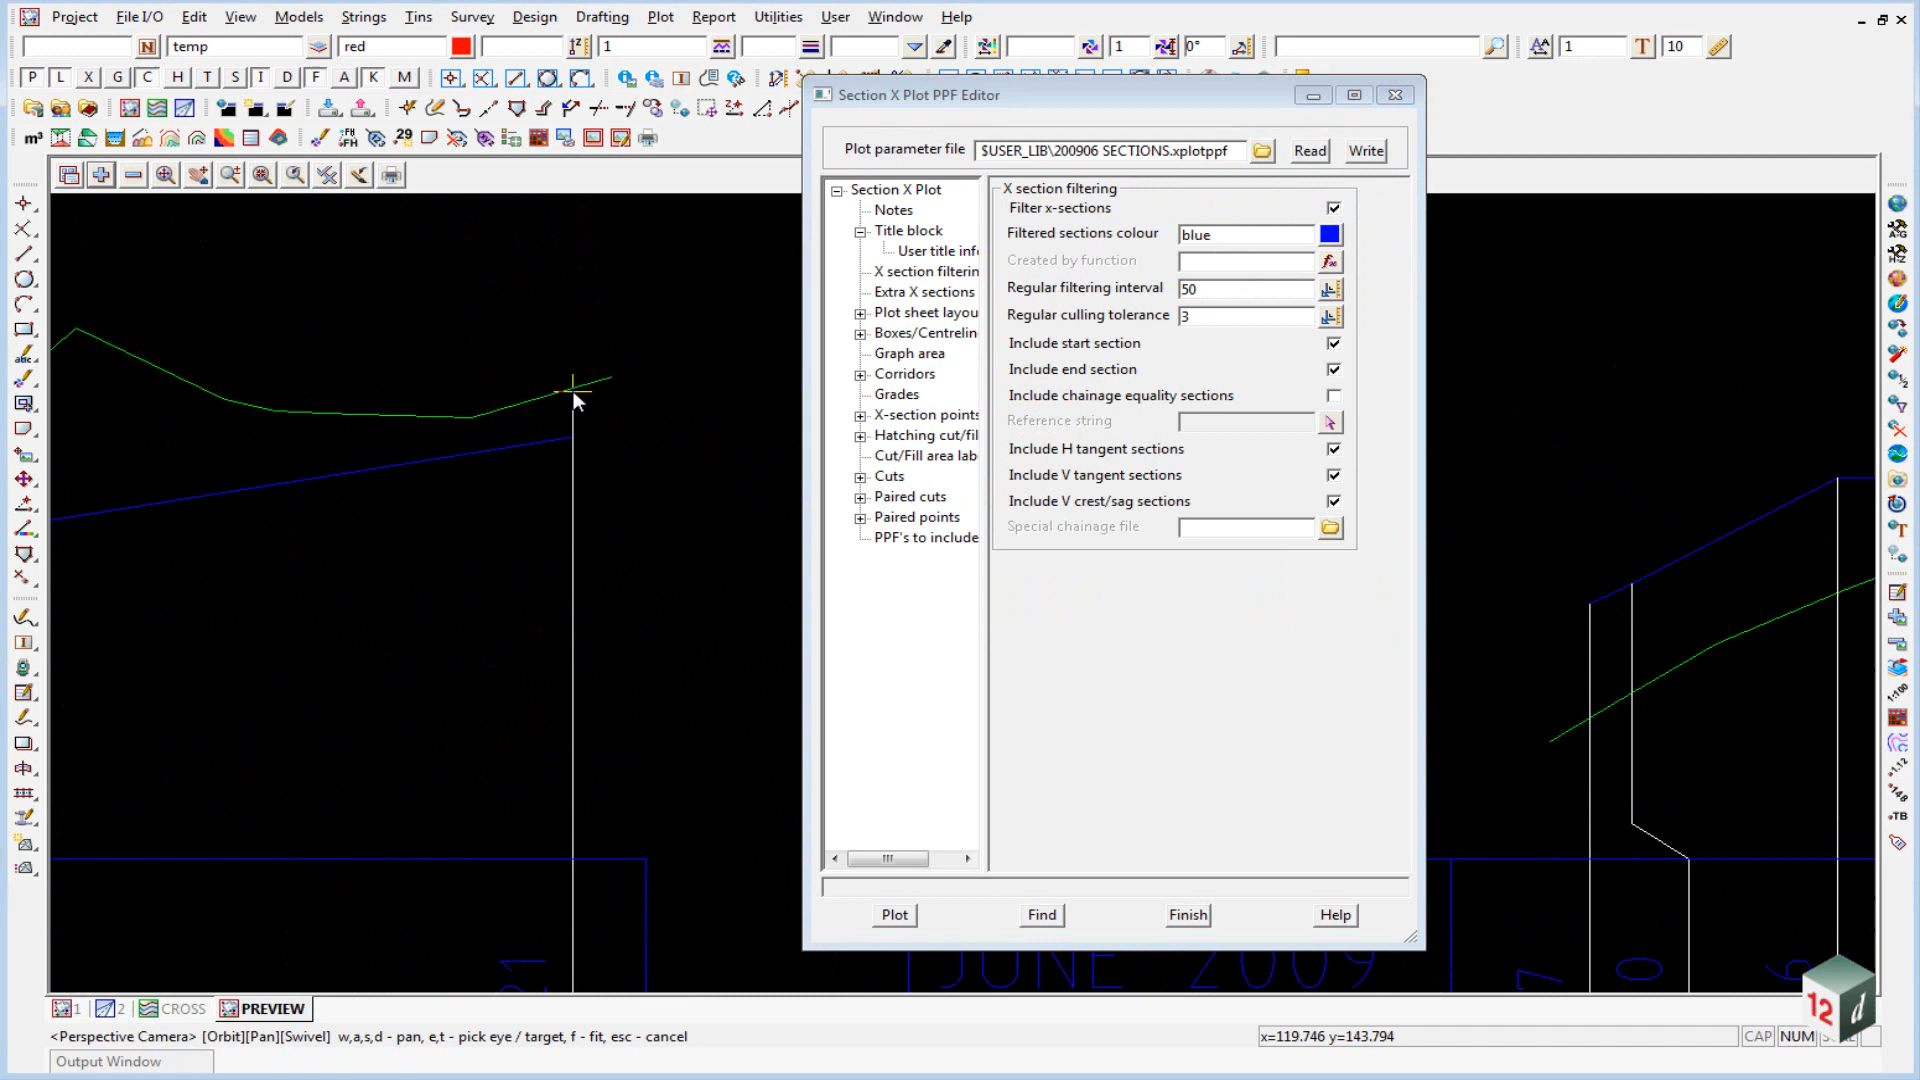 Project File I/O Edit View Models Strings Tins Survey Design Drafting Plot Report Utilities User Window Help
N temp red 1 1 0° 1 T 10
P L X G C H T S I D F A K M
m³ 29
Section X Plot PPF Editor
Plot parameter file $USER_LIB\200906 SECTIONS.xplotppf Read Write
Section X Plot
Notes
Title block
User title inf
X section filterin
Extra X sections
Plot sheet layou
Boxes/Centrelin
Graph area
Corridors
Grades
X-section points
Hatching cut/fil
Cut/Fill area lab
Cuts
Paired cuts
Paired points
PPF's to include
X section filtering
Filter x-sections
Filtered sections colour blue
Created by function
Regular filtering interval 50
Regular culling tolerance 3
Include start section
Include end section
Include chainage equality sections
Reference string
Include H tangent sections
Include V tangent sections
Include V crest/sag sections
Special chainage file
Plot Find Finish Help
JUNE 2009
12 d
1 2 CROSS PREVIEW
<Perspective Camera> [Orbit][Pan][Swivel] w,a,s,d - pan, e,t - pick eye / target, f - fit, esc - cancel
x=119.746 y=143.794 CAP NUM
Output Window